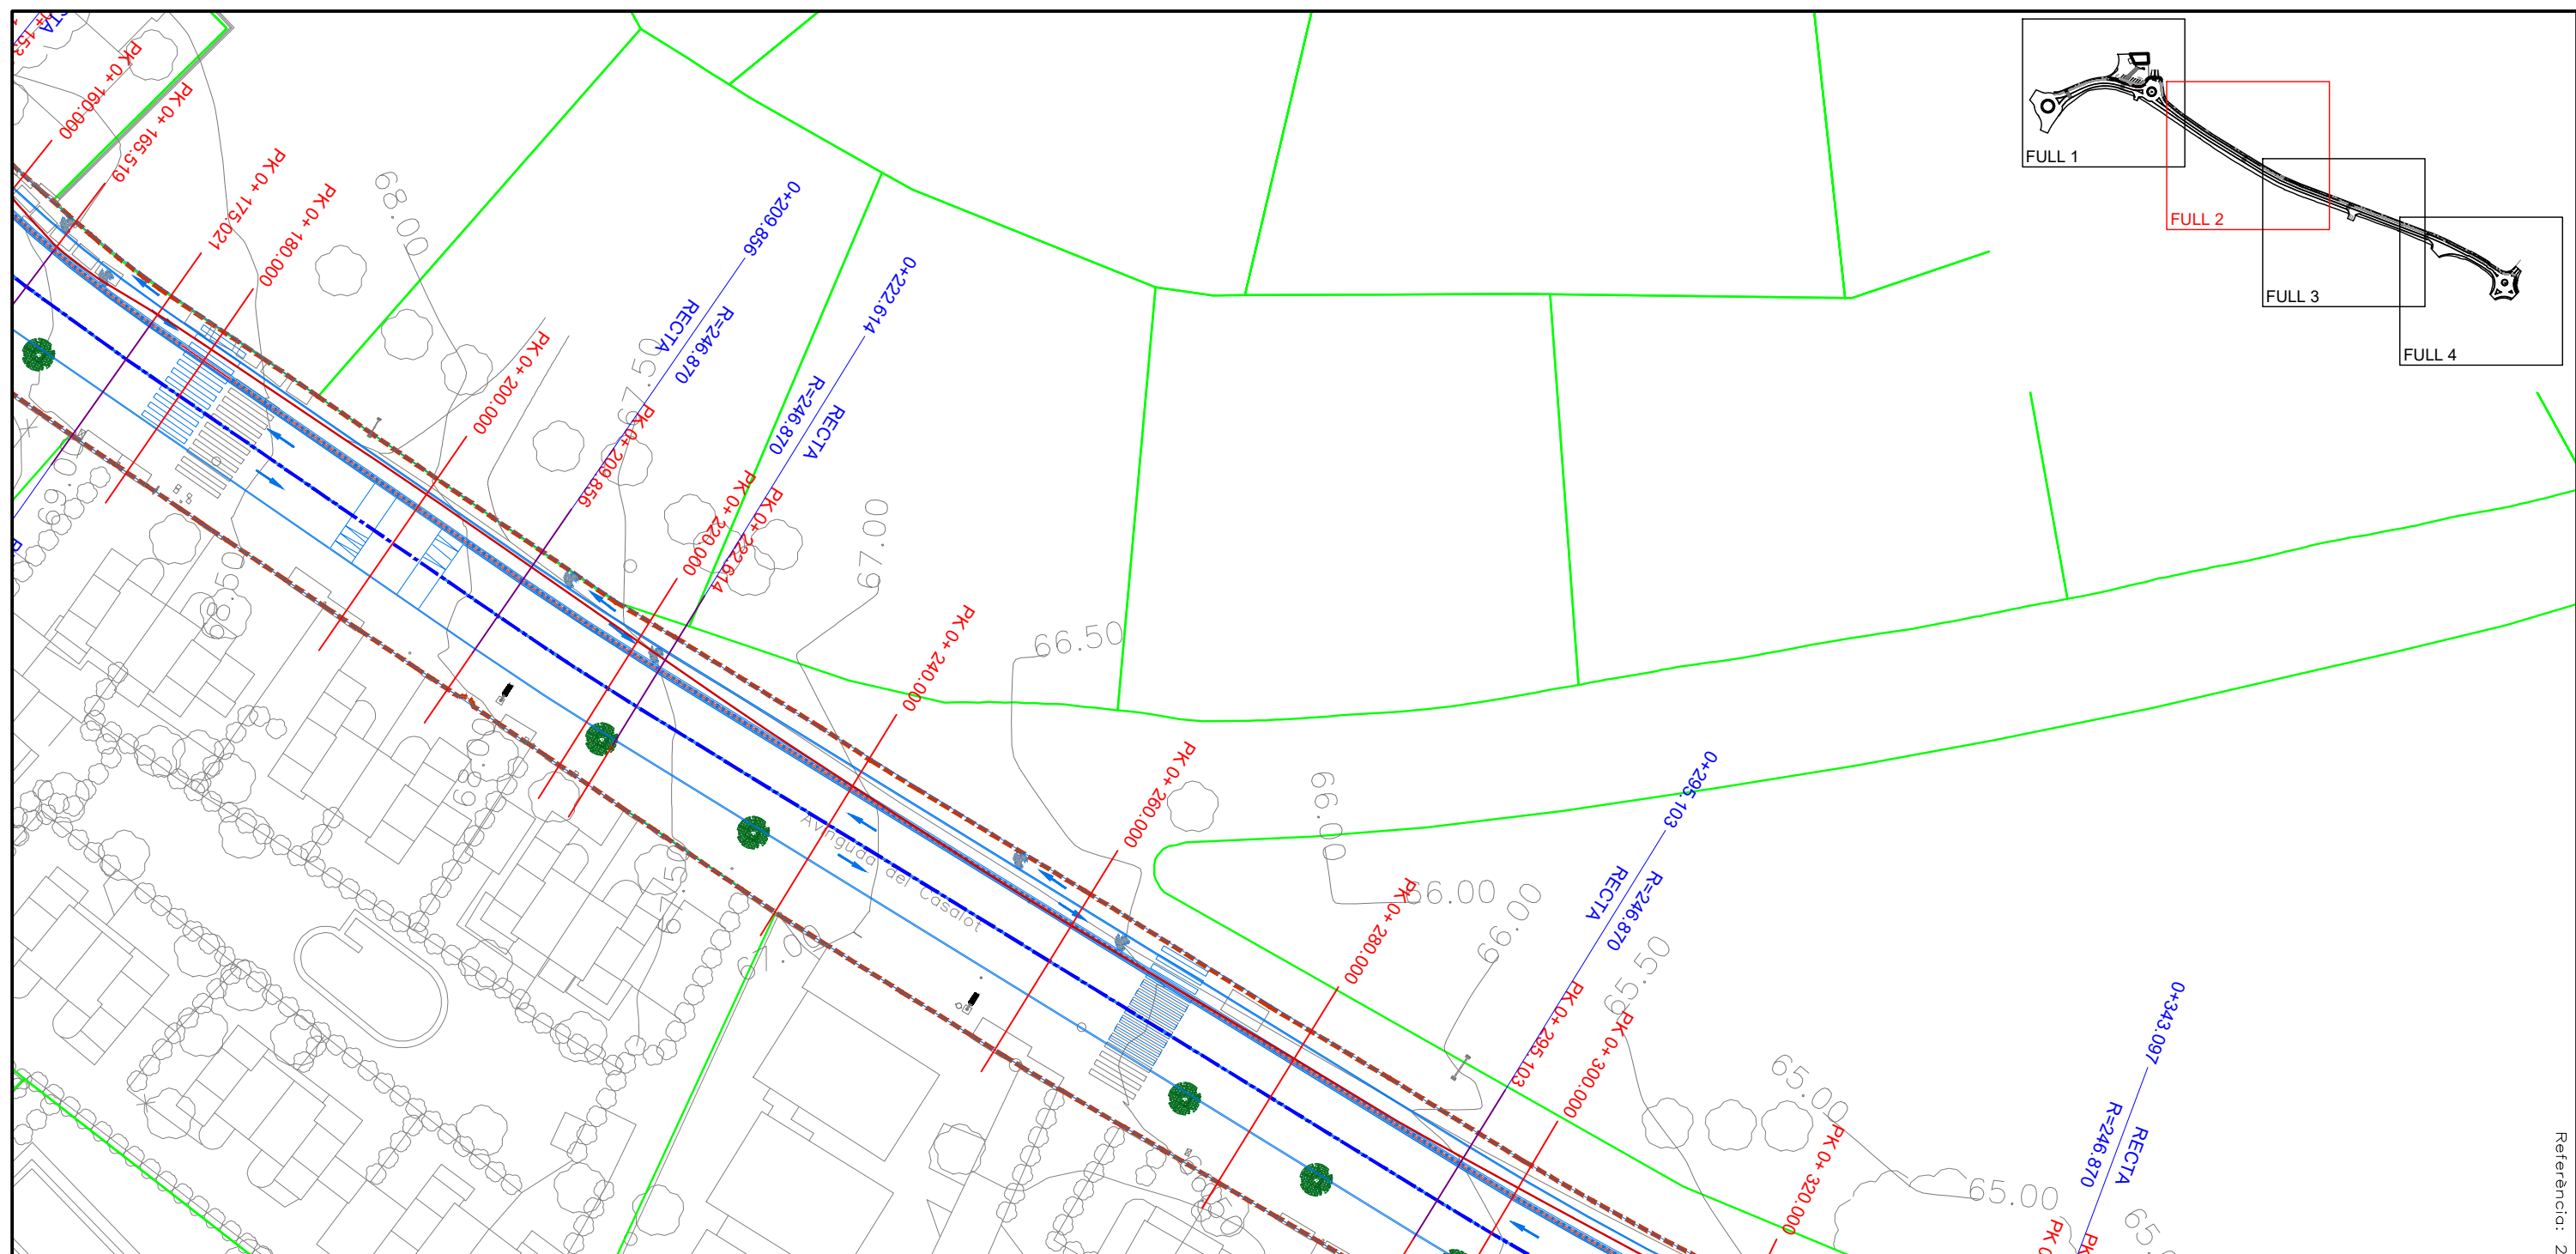 FULL 1
FULL 2
FULL 3
FULL 4
PK 0+ 160.000
PK 0+ 165.519
PK 0+ 175.021
PK 0+ 180.000
68.00
PK 0+ 200.000
67.50
0+209.856
R=246.870
RECTA
PK 0+ 209.856
0+222.614
RECTA
R=246.870
PK 0+ 220.000
PK 0+ 222.614
67.00
PK 0+ 240.000
66.50
PK 0+ 260.000
66.00
66.00
66.00
PK 0+ 280.000
0+295.103
R=246.870
RECTA
PK 0+ 295.103
65.50
PK 0+ 300.000
65.00
65.00
PK 0+ 320.000
0+343.097
RECTA
R=246.870
Avinguda del Casalot
67.00
Referència: 2